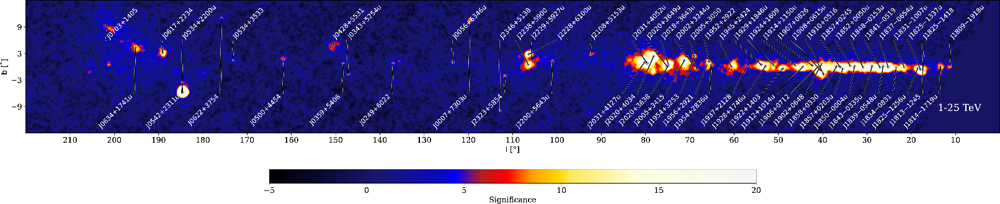 J0703+1405
J0617+2234
J0534+2200u
J0534+3533
J0428+5531
J0343+5254u
J0056+6346u
J2346+5138
J2238+5900
J2229+5927u
J2228+6100u
J2108+5153u
J2031+4052u
J2020+3649u
J2018+3643u
J2002+3244u
J2005+3050
J1952+2922
J1945+2424
J1929+1846u
J1924+1609
J1914+1150u
J1907+0826
J1908+0615u
J1910+0516
J1857+0245
J1852+0050u
J1848-0153u
J1841-0519
J1837-0654u
J1831-1007u
J1825-1337u
J1825-1418
J1809-1918u
J0634+1741u
J0542+2311u
J0622+3754
J0500+4454
J0359+5406
J0249+6022
J0007+7303u
J2323+5854
J2200+5643u
J2031+4127u
J2020+4034
J2020+3638
J2005+3415
J1954+3253
J1956+2921
J1954+2836u
J1937+2128
J1928+1746u
J1922+1403
J1912+1014u
J1906+0712
J1902+0648
J1858+0330
J1857+0203u
J1850-0004u
J1843-0335u
J1839-0548u
J1834-0831
J1825-1256u
J1813-1245
J1814-1719u
1-25 TeV
b [°]
9
3
−3
−9
210 200 190 180 170 160 150 140 130 120 110 100 90 80 70 60 50 40 30 20 10
l [°]
−5 0 5 10 15 20
Significance